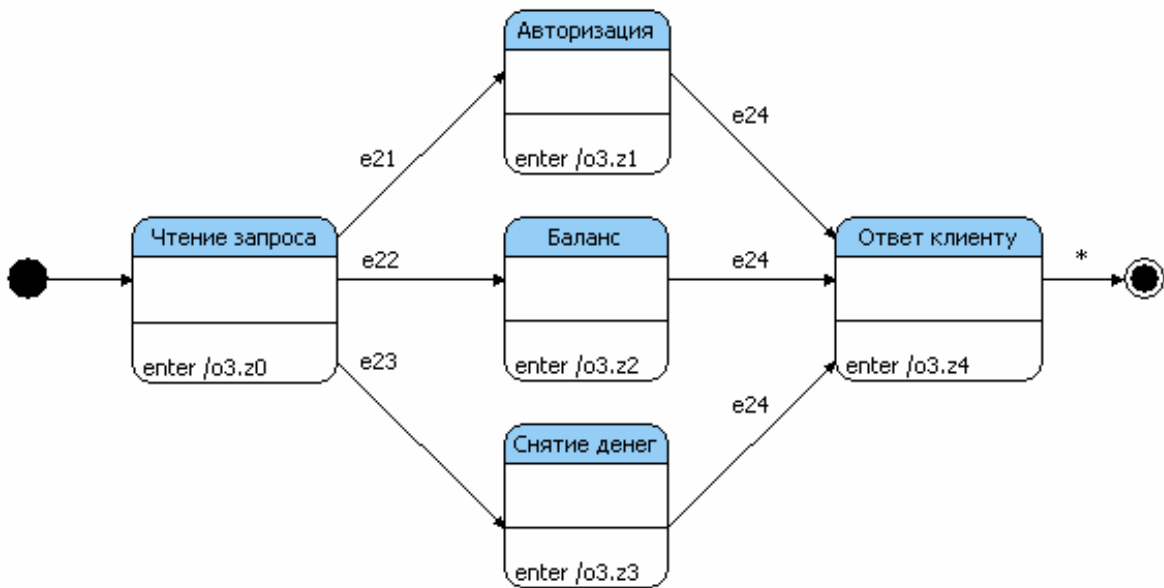 Авторизация
enter /o3.z1
e21
e24
Чтение запроса
enter /o3.z0
e22
Баланс
enter /o3.z2
e24
Ответ клиенту
enter /o3.z4
*
e23
Снятие денег
enter /o3.z3
e24